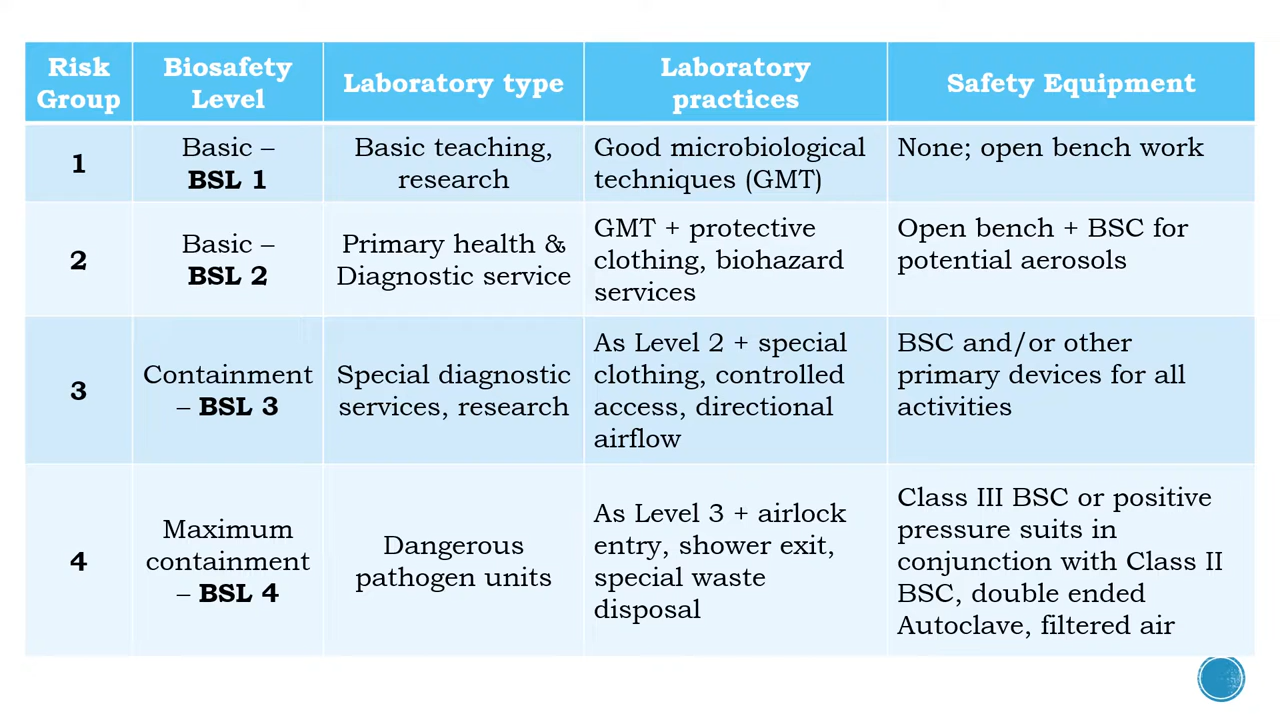 Risk
Group
Biosafety
Level
Laboratory type
Laboratory
practices
Safety Equipment
1
Basic –
BSL 1
Basic teaching,
research
Good microbiological
techniques (GMT)
None; open bench work
2
Basic –
BSL 2
Primary health &
Diagnostic service
GMT + protective
clothing, biohazard
services
Open bench + BSC for
potential aerosols
3
Containment
– BSL 3
Special diagnostic
services, research
As Level 2 + special
clothing, controlled
access, directional
airflow
BSC and/or other
primary devices for all
activities
4
Maximum
containment
– BSL 4
Dangerous
pathogen units
As Level 3 + airlock
entry, shower exit,
special waste
disposal
Class III BSC or positive
pressure suits in
conjunction with Class II
BSC, double ended
Autoclave, filtered air